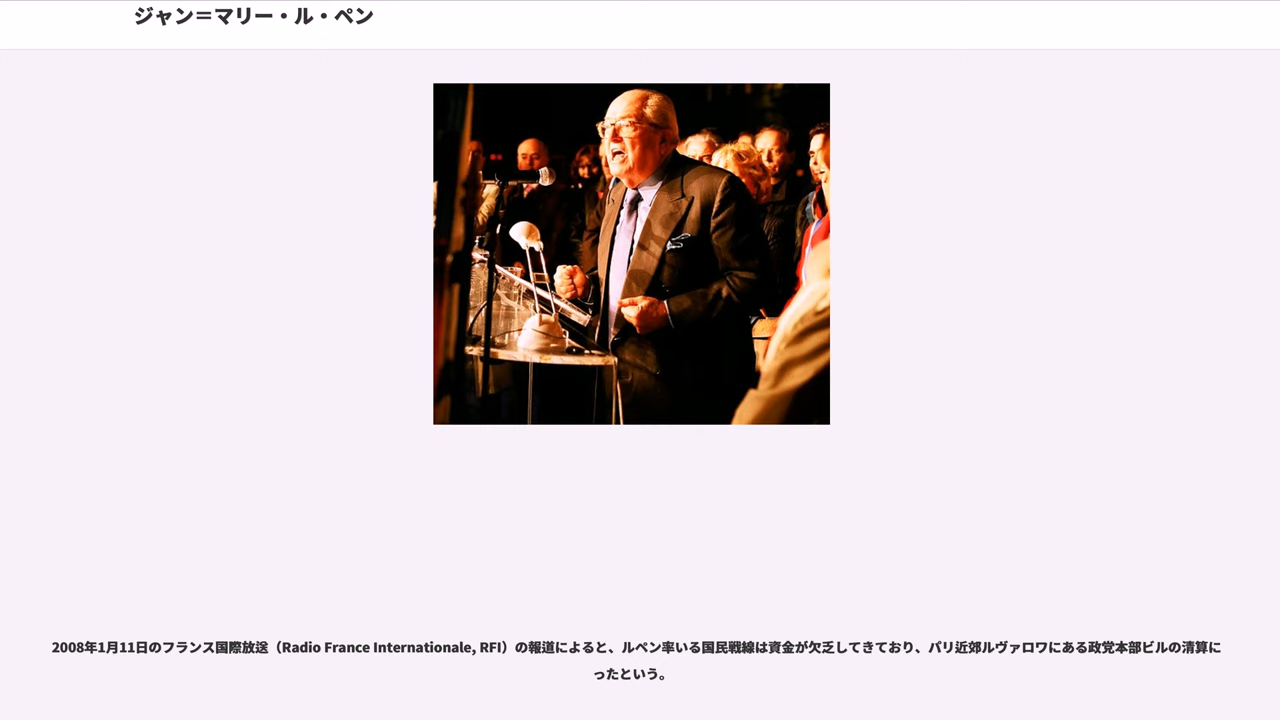 ジャン＝マリー・ル・ペン
2008年1月11日のフランス国際放送（Radio France Internationale, RFI）の報道によると、ルペン率いる国民戦線は資金が欠乏してきており、パリ近郊ルヴァロワにある政党本部ビルの清算に
ったという。